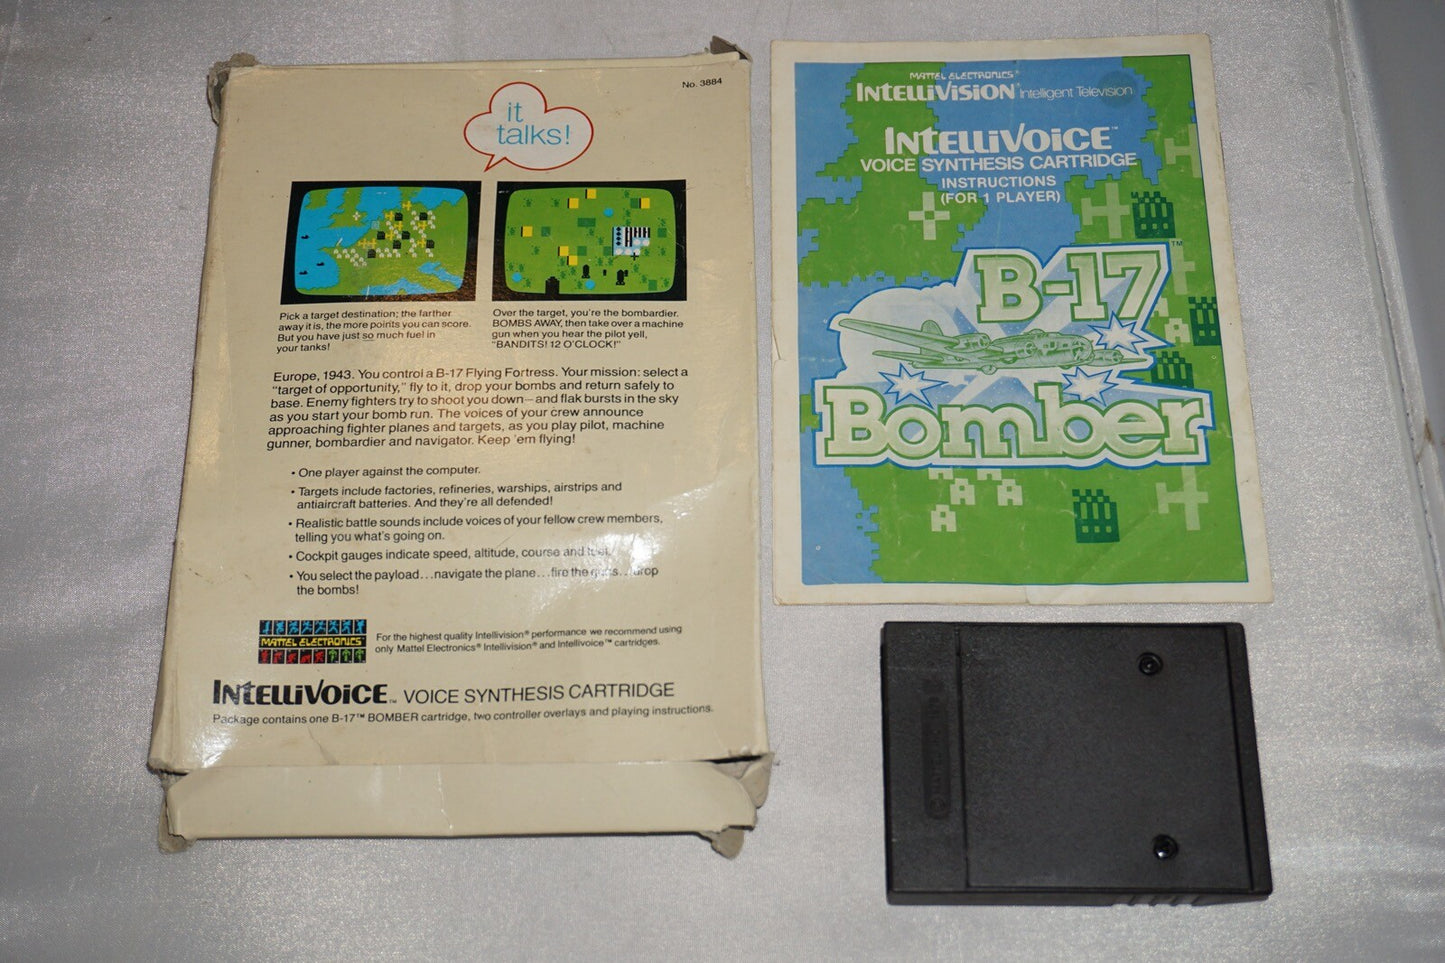 No. 3884
it
talks!
Pick a target destination; the farther
away it is, the more points you can score.
But you have just so much fuel in
your tanks!
Over the target, you're the bombardier.
BOMBS AWAY, then take over a machine
gun when you hear the pilot yell,
"BANDITS! 12 O'CLOCK!"
Europe, 1943. You control a B-17 Flying Fortress. Your mission: select a
"target of opportunity," fly to it, drop your bombs and return safely to
base. Enemy fighters try to shoot you down—and flak bursts in the sky
as you start your bomb run. The voices of your crew announce
approaching fighter planes and targets, as you play pilot, machine
gunner, bombardier and navigator. Keep 'em flying!
• One player against the computer.
• Targets include factories, refineries, warships, airstrips and
antiaircraft batteries. And they're all defended!
• Realistic battle sounds include voices of your fellow crew members,
telling you what's going on.
• Cockpit gauges indicate speed, altitude, course and fuel.
• You select the payload...navigate the plane...fire the guns...drop
the bombs!
MATTEL ELECTRONICS®
For the highest quality Intellivision® performance we recommend using
only Mattel Electronics® Intellivision® and Intellivoice™ cartridges.
INTELLIVOICE™ VOICE SYNTHESIS CARTRIDGE
Package contains one B-17™ BOMBER cartridge, two controller overlays and playing instructions.
MATTEL ELECTRONICS®
INTELLIVISION® Intelligent Television
INTELLIVOICE™
VOICE SYNTHESIS CARTRIDGE
INSTRUCTIONS
(FOR 1 PLAYER)
B-17™
Bomber